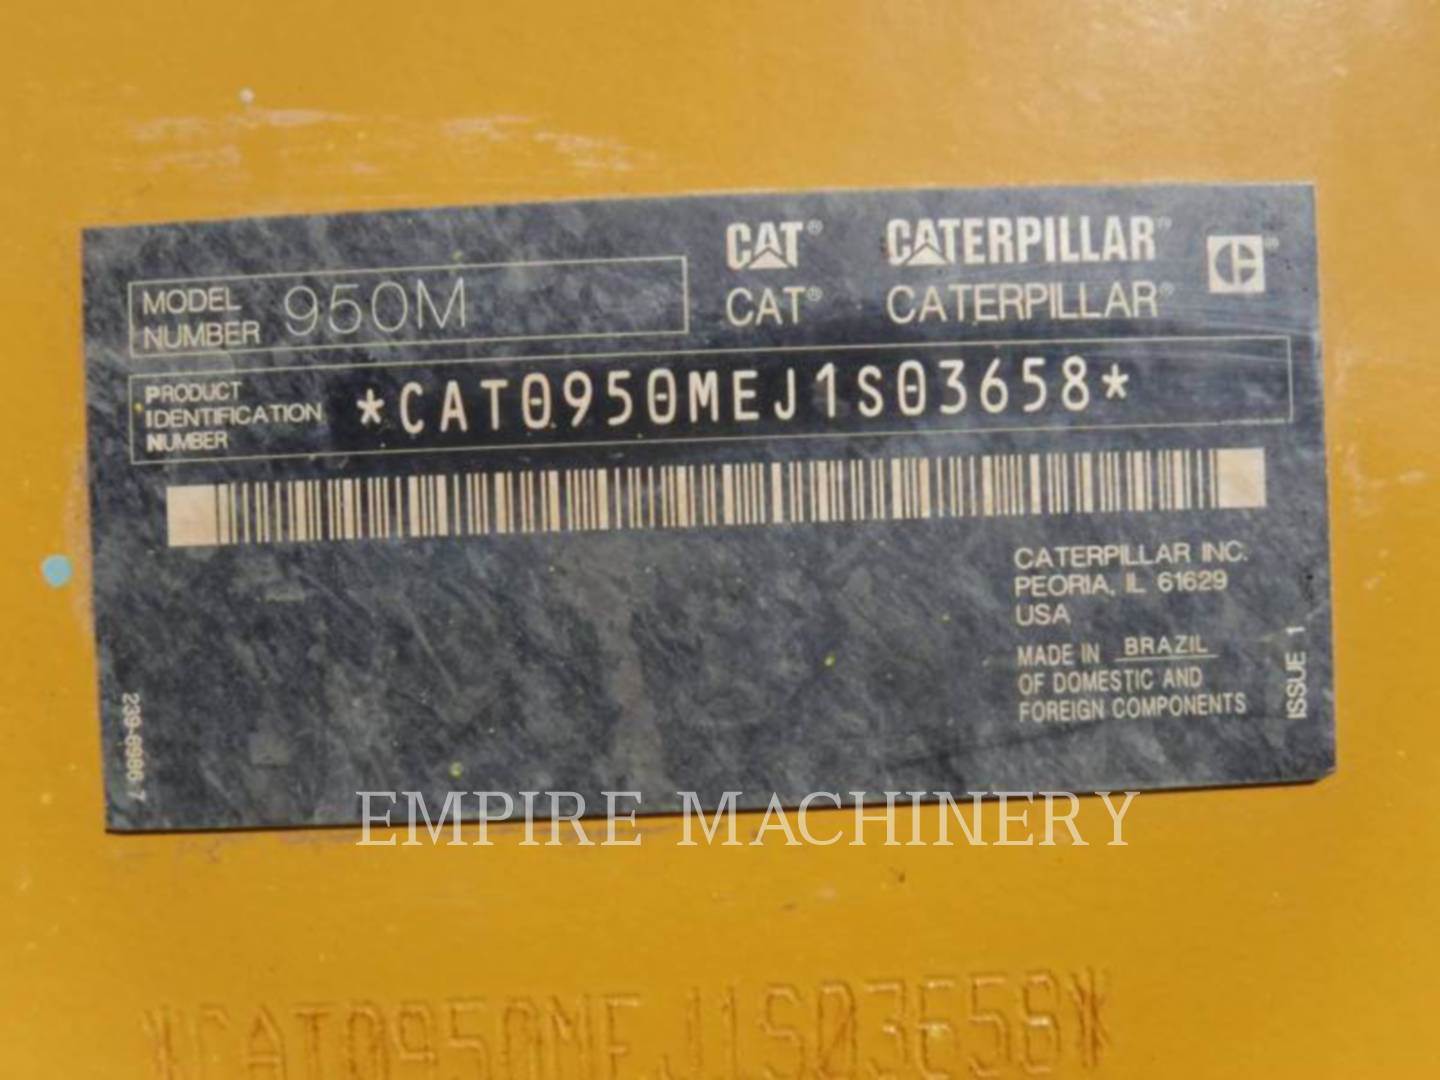 CAT® CATERPILLAR®
MODEL NUMBER 950M
CAT® CATERPILLAR®
PRODUCT IDENTIFICATION NUMBER *CAT0950MEJ1S03658*
CATERPILLAR INC.
PEORIA, IL 61629
USA
MADE IN BRAZIL
OF DOMESTIC AND
FOREIGN COMPONENTS
ISSUE 1
EMPIRE MACHINERY
*CAT0950MEJ1S03658*